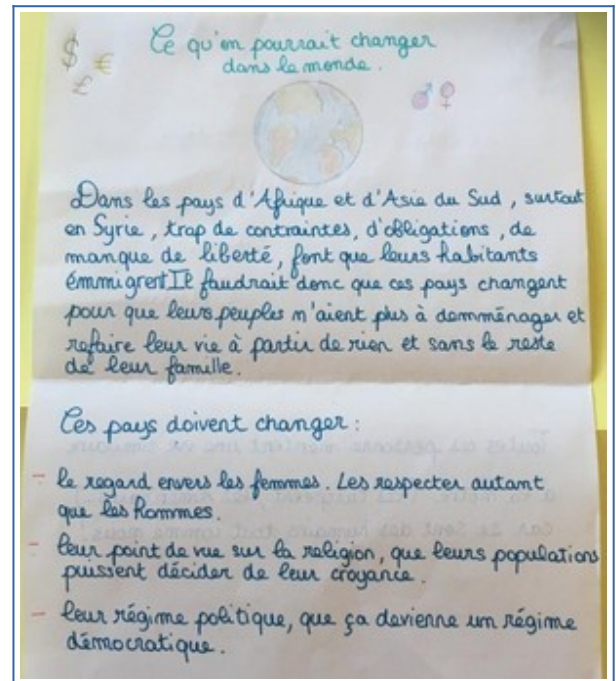 $ € £
Ce qu'on pourrait changer
dans le monde.
♂ ♀
Dans les pays d'Afrique et d'Asie du Sud, surtout
en Syrie, trop de contraintes, d'obligations, de
manque de liberté, font que leurs habitants
émmigrent Il faudrait donc que ces pays changent
pour que leurs peuples n'aient plus à demménager et
refaire leur vie à partir de rien et sans le reste
de leur famille.
Ces pays doivent changer :
- le regard envers les femmes. Les respecter autant
que les Hommes.
- leur point de vue sur la religion, que leurs populations
puissent décider de leur croyance.
- leur régime politique, que ça devienne un régime
démocratique.